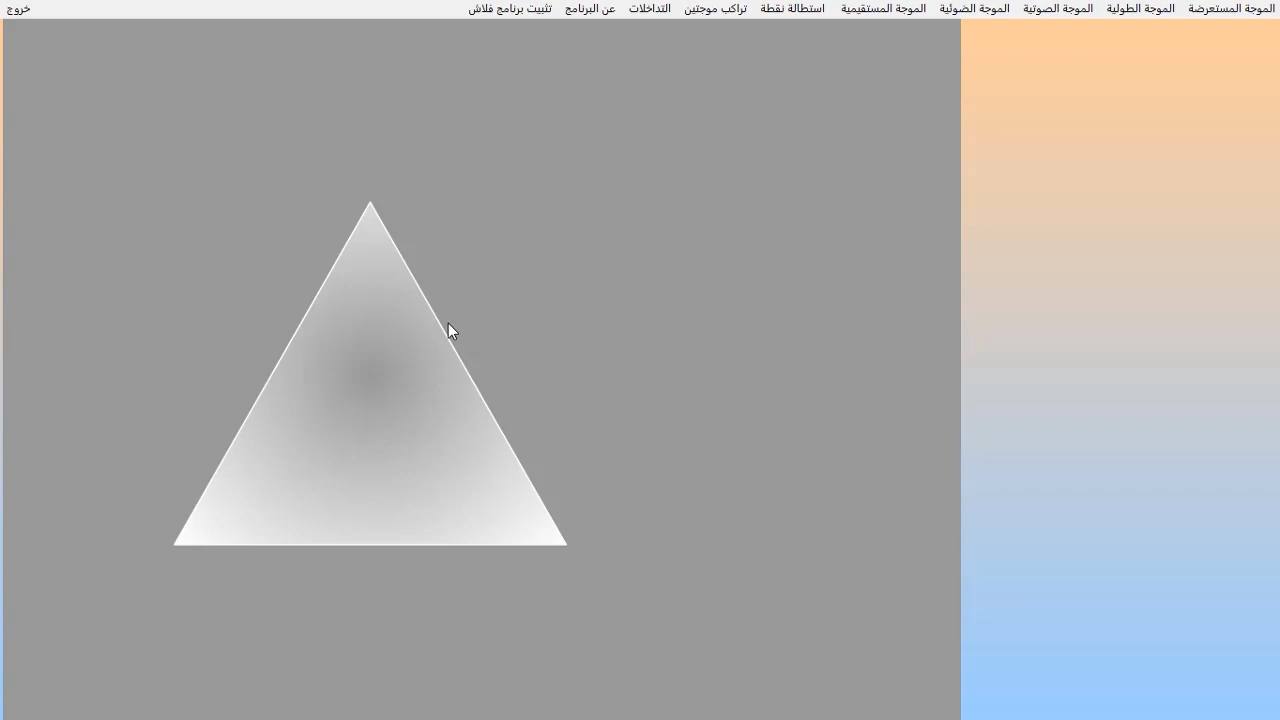 الموجة المستعرضة الموجة الطولية الموجة الصوتية الموجة الضوئية الموجة المستقيمية استطالة نقطة تراكب موجتين التداخلات عن البرنامج تثبيت برنامج فلاش خروج